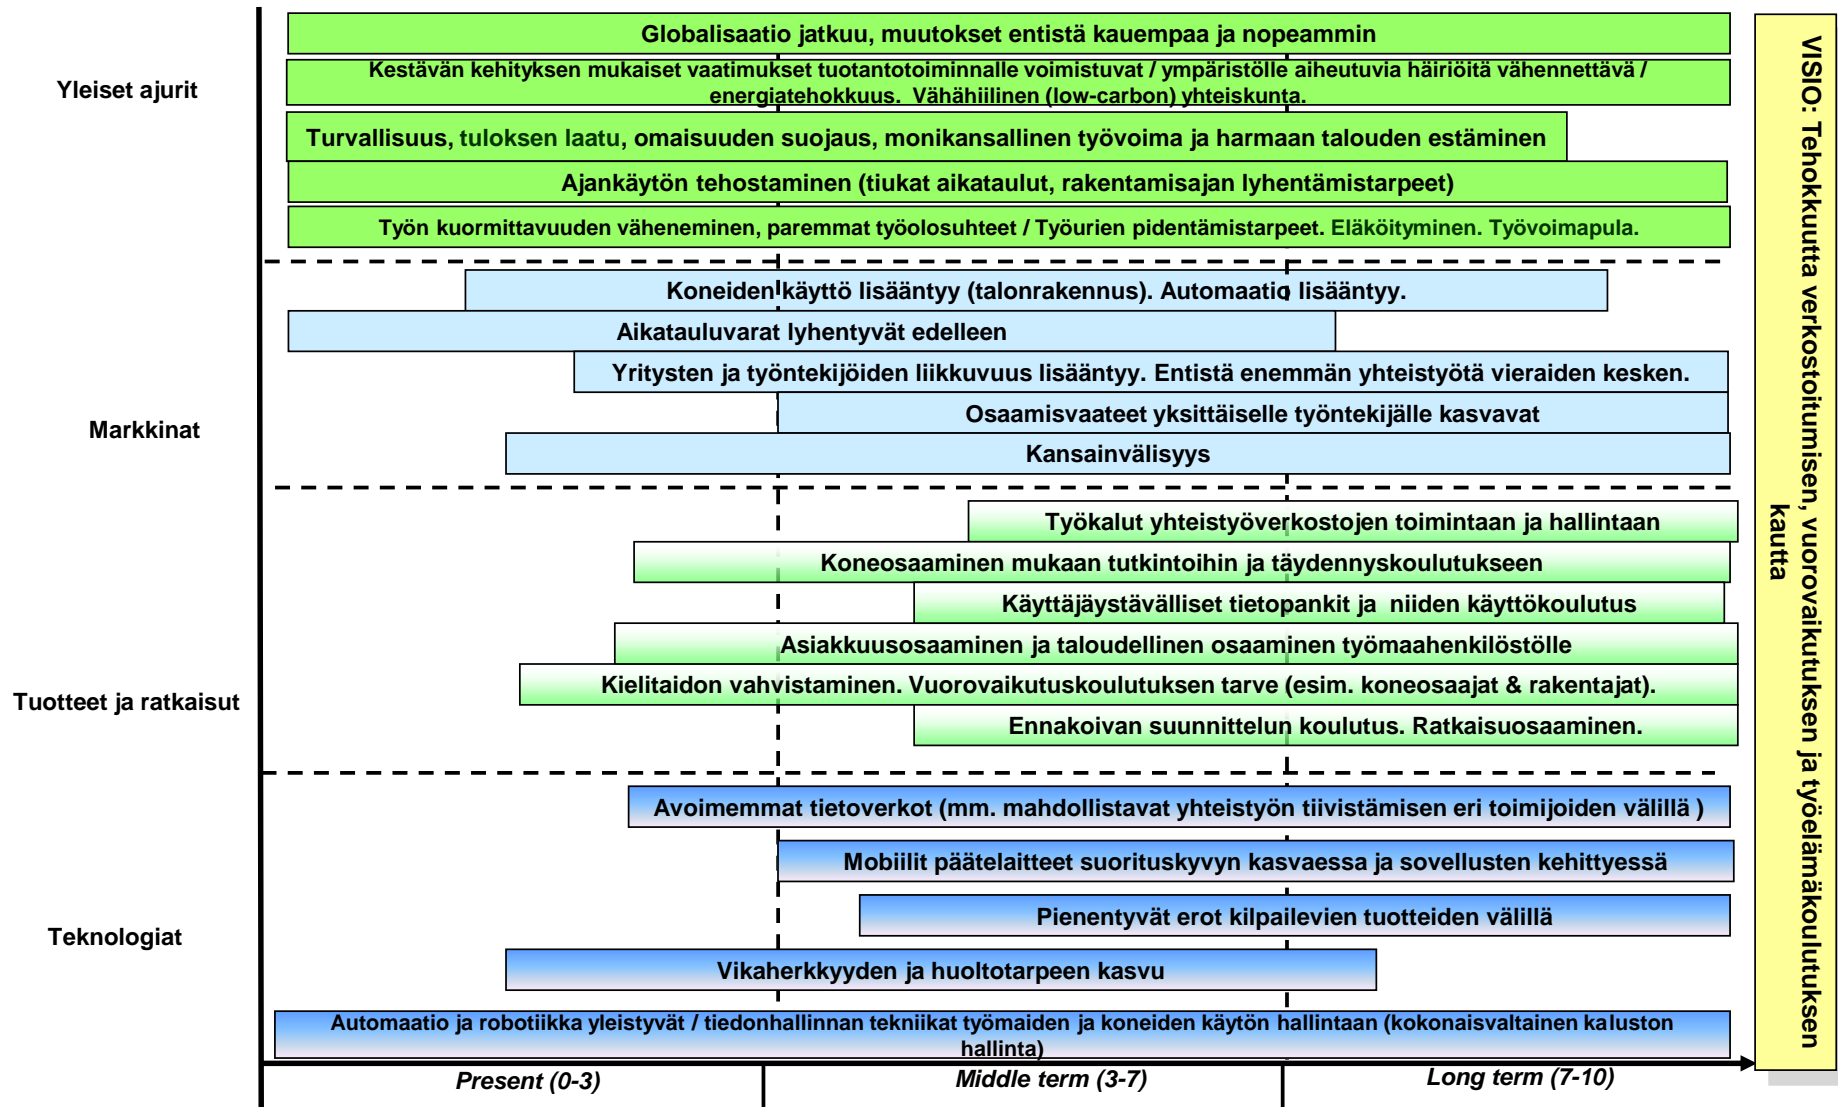 Yleiset ajurit
Globalisaatio jatkuu, muutokset entistä kauempaa ja nopeammin
Kestävän kehityksen mukaiset vaatimukset tuotantotoiminnalle voimistuvat / ympäristölle aiheutuvia häiriöitä vähennettävä /
energiatehokkuus.  Vähähiilinen (low-carbon) yhteiskunta.
Turvallisuus, tuloksen laatu, omaisuuden suojaus, monikansallinen työvoima ja harmaan talouden estäminen
Ajankäytön tehostaminen (tiukat aikataulut, rakentamisajan lyhentämistarpeet)
Työn kuormittavuuden väheneminen, paremmat työolosuhteet / Työurien pidentämistarpeet. Eläköityminen. Työvoimapula.
Markkinat
Koneiden käyttö lisääntyy (talonrakennus). Automaatio lisääntyy.
Aikatauluvarat lyhentyvät edelleen
Yritysten ja työntekijöiden liikkuvuus lisääntyy. Entistä enemmän yhteistyötä vieraiden kesken.
Osaamisvaateet yksittäiselle työntekijälle kasvavat
Kansainvälisyys
Tuotteet ja ratkaisut
Työkalut yhteistyöverkostojen toimintaan ja hallintaan
Koneosaaminen mukaan tutkintoihin ja täydennyskoulutukseen
Käyttäjäystävälliset tietopankit ja  niiden käyttökoulutus
Asiakkuusosaaminen ja taloudellinen osaaminen työmaahenkilöstölle
Kielitaidon vahvistaminen. Vuorovaikutuskoulutuksen tarve (esim. koneosaajat & rakentajat).
Ennakoivan suunnittelun koulutus. Ratkaisuosaaminen.
Teknologiat
Avoimemmat tietoverkot (mm. mahdollistavat yhteistyön tiivistämisen eri toimijoiden välillä )
Mobiilit päätelaitteet suorituskyvyn kasvaessa ja sovellusten kehittyessä
Pienentyvät erot kilpailevien tuotteiden välillä
Vikaherkkyyden ja huoltotarpeen kasvu
Automaatio ja robotiikka yleistyvät / tiedonhallinnan tekniikat työmaiden ja koneiden käytön hallintaan (kokonaisvaltainen kaluston
hallinta)
Present (0-3)
Middle term (3-7)
Long term (7-10)
VISIO: Tehokkuutta verkostoitumisen, vuorovaikutuksen ja työelämäkoulutuksen
kautta